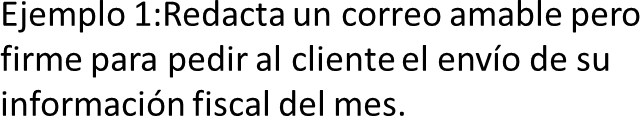 Ejemplo 1:Redacta un correo amable pero
firme para pedir al cliente el envío de su
información fiscal del mes.